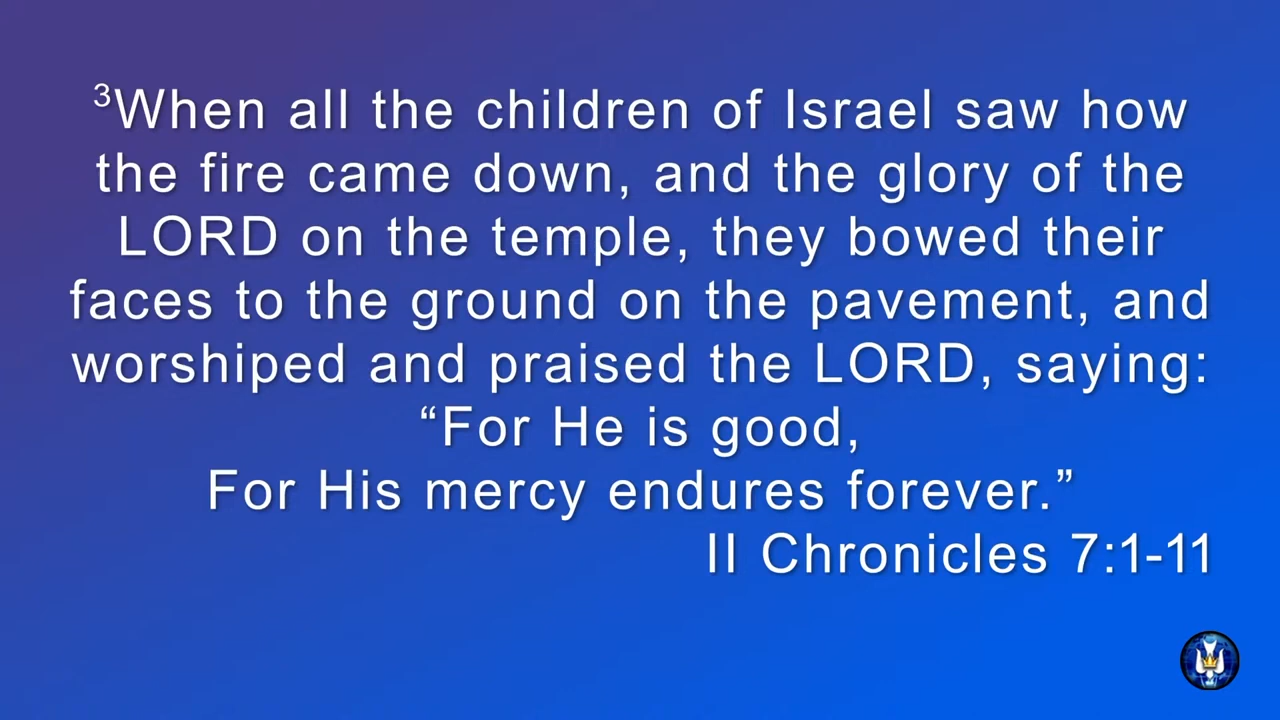 ³When all the children of Israel saw how
the fire came down, and the glory of the
LORD on the temple, they bowed their
faces to the ground on the pavement, and
worshiped and praised the LORD, saying:
“For He is good,
For His mercy endures forever.”
II Chronicles 7:1-11